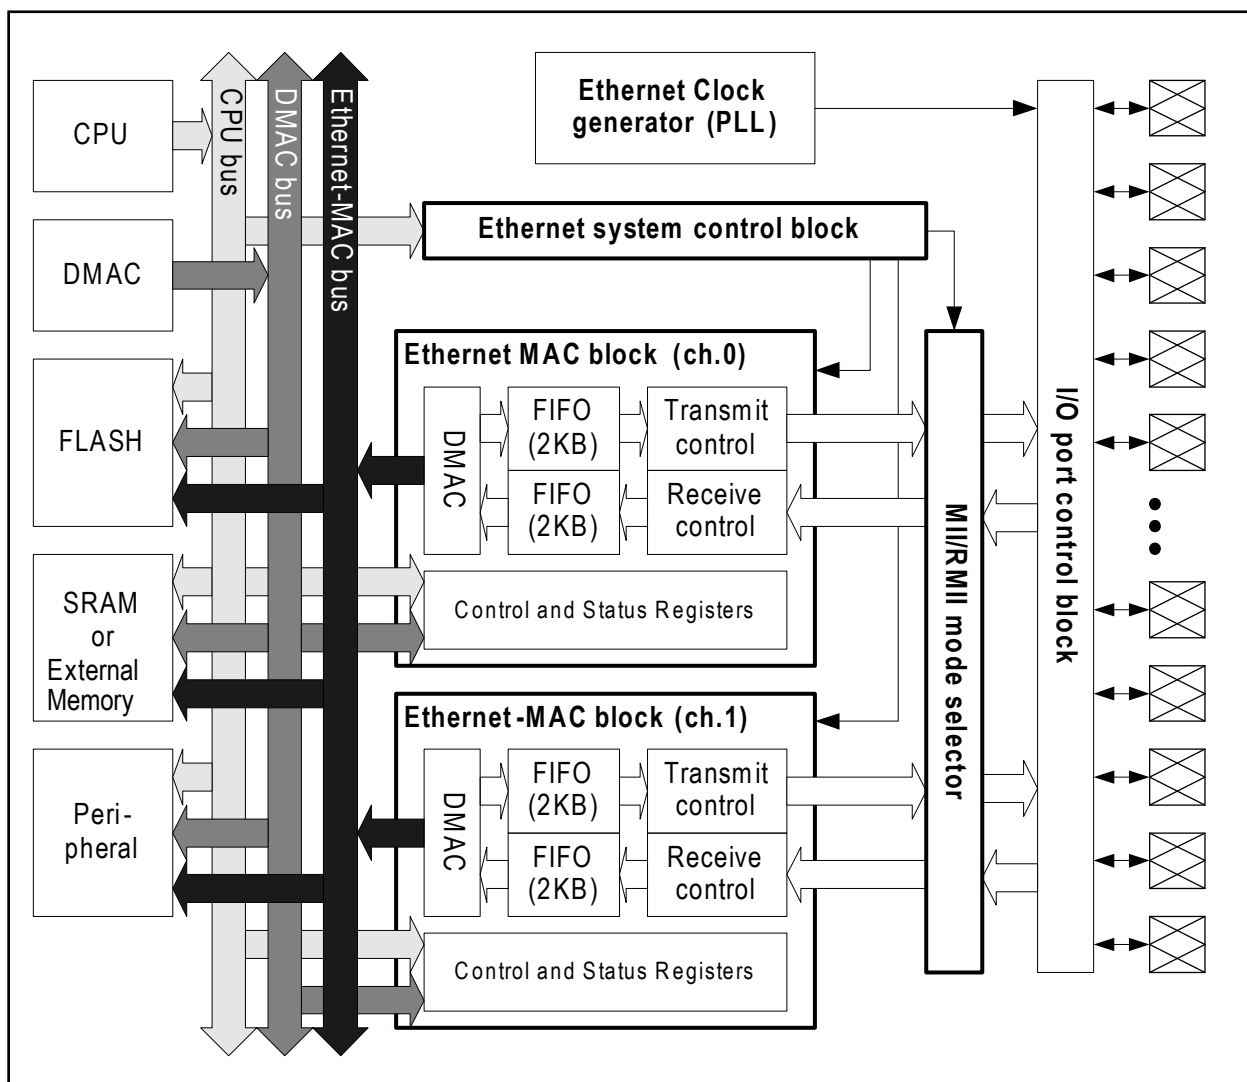 CPU
DMAC
FLASH
SRAM
or
External
Memory
Peri-
pheral
CPU bus
DMAC bus
Ethernet-MAC bus
Ethernet Clock
generator (PLL)
Ethernet system control block
Ethernet MAC block (ch.0)
DMAC
FIFO
(2KB)
Transmit
control
FIFO
(2KB)
Receive
control
Control and Status Registers
Ethernet-MAC block (ch.1)
DMAC
FIFO
(2KB)
Transmit
control
FIFO
(2KB)
Receive
control
Control and Status Registers
MII/RMII mode selector
I/O port control block